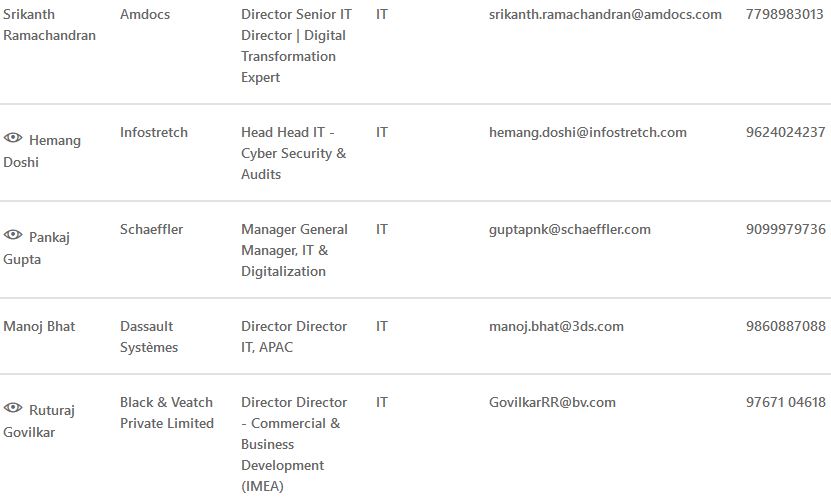 Srikanth Ramachandran Amdocs Director Senior IT Director | Digital Transformation Expert IT srikanth.ramachandran@amdocs.com 7798983013
Hemang Doshi Infostretch Head Head IT - Cyber Security & Audits IT hemang.doshi@infostretch.com 9624024237
Pankaj Gupta Schaeffler Manager General Manager, IT & Digitalization IT guptapnk@schaeffler.com 9099979736
Manoj Bhat Dassault Systèmes Director Director IT, APAC IT manoj.bhat@3ds.com 9860887088
Ruturaj Govilkar Black & Veatch Private Limited Director Director - Commercial & Business Development (IMEA) IT GovilkarRR@bv.com 97671 04618